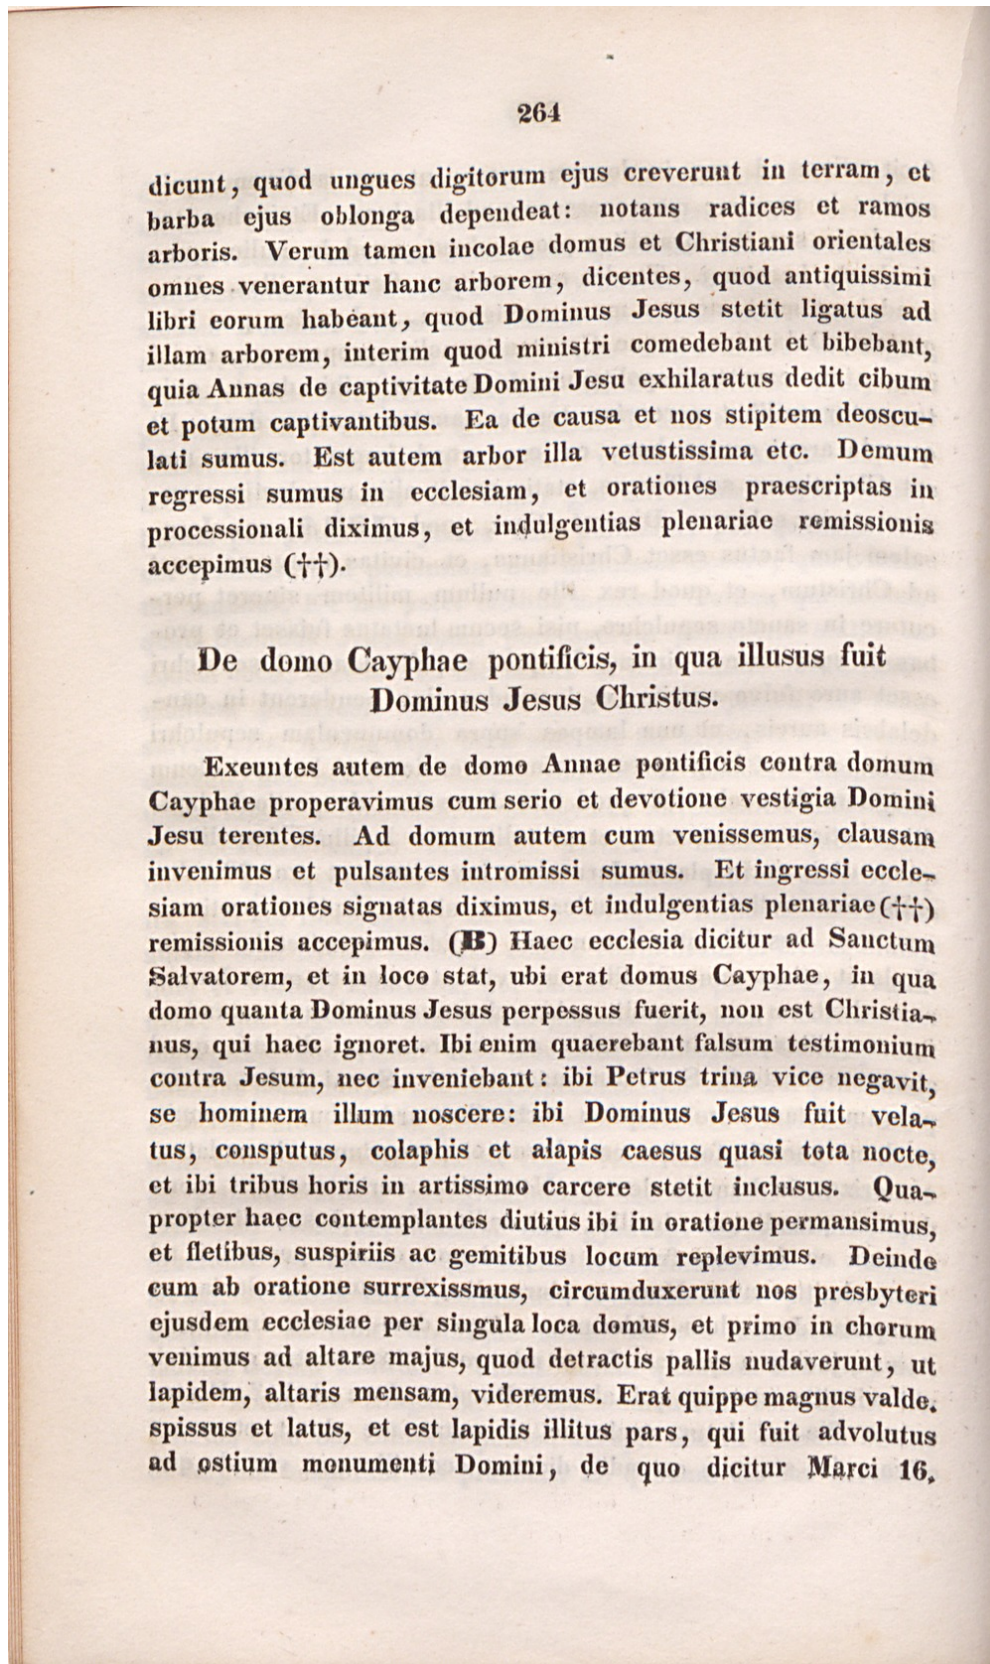 264
dicunt, quod ungues digitorum ejus creverunt in terram, et
barba ejus oblonga dependeat: notans radices et ramos
arboris. Verum tamen incolae domus et Christiani orientales
omnes venerantur hanc arborem, dicentes, quod antiquissimi
libri eorum habeant, quod Dominus Jesus stetit ligatus ad
illam arborem, interim quod ministri comedebant et bibebant,
quia Annas de captivitate Domini Jesu exhilaratus dedit cibum
et potum captivantibus. Ea de causa et nos stipitem deoscu-
lati sumus. Est autem arbor illa vetustissima etc. Demum
regressi sumus in ecclesiam, et orationes praescriptas in
processionali diximus, et indulgentias plenariae remissionis
accepimus (††).
De domo Cayphae pontificis, in qua illusus fuit
Dominus Jesus Christus.
Exeuntes autem de domo Annae pontificis contra domum
Cayphae properavimus cum serio et devotione vestigia Domini
Jesu terentes. Ad domum autem cum venissemus, clausam
invenimus et pulsantes intromissi sumus. Et ingressi eccle-
siam orationes signatas diximus, et indulgentias plenariae (††)
remissionis accepimus. (B) Haec ecclesia dicitur ad Sanctum
Salvatorem, et in loco stat, ubi erat domus Cayphae, in qua
domo quanta Dominus Jesus perpessus fuerit, non est Christia-
nus, qui haec ignoret. Ibi enim quaerebant falsum testimonium
contra Jesum, nec inveniebant: ibi Petrus trina vice negavit,
se hominem illum noscere: ibi Dominus Jesus fuit vela-
tus, consputus, colaphis et alapis caesus quasi tota nocte,
et ibi tribus horis in artissimo carcere stetit inclusus. Qua-
propter haec contemplantes diutius ibi in oratione permansimus,
et fletibus, suspiriis ac gemitibus locum replevimus. Deinde
cum ab oratione surrexissmus, circumduxerunt nos presbyteri
ejusdem ecclesiae per singula loca domus, et primo in chorum
venimus ad altare majus, quod detractis pallis nudaverunt, ut
lapidem, altaris mensam, videremus. Erat quippe magnus valde.
spissus et latus, et est lapidis illitus pars, qui fuit advolutus
ad ostium monumenti Domini, de quo dicitur Marci 16.